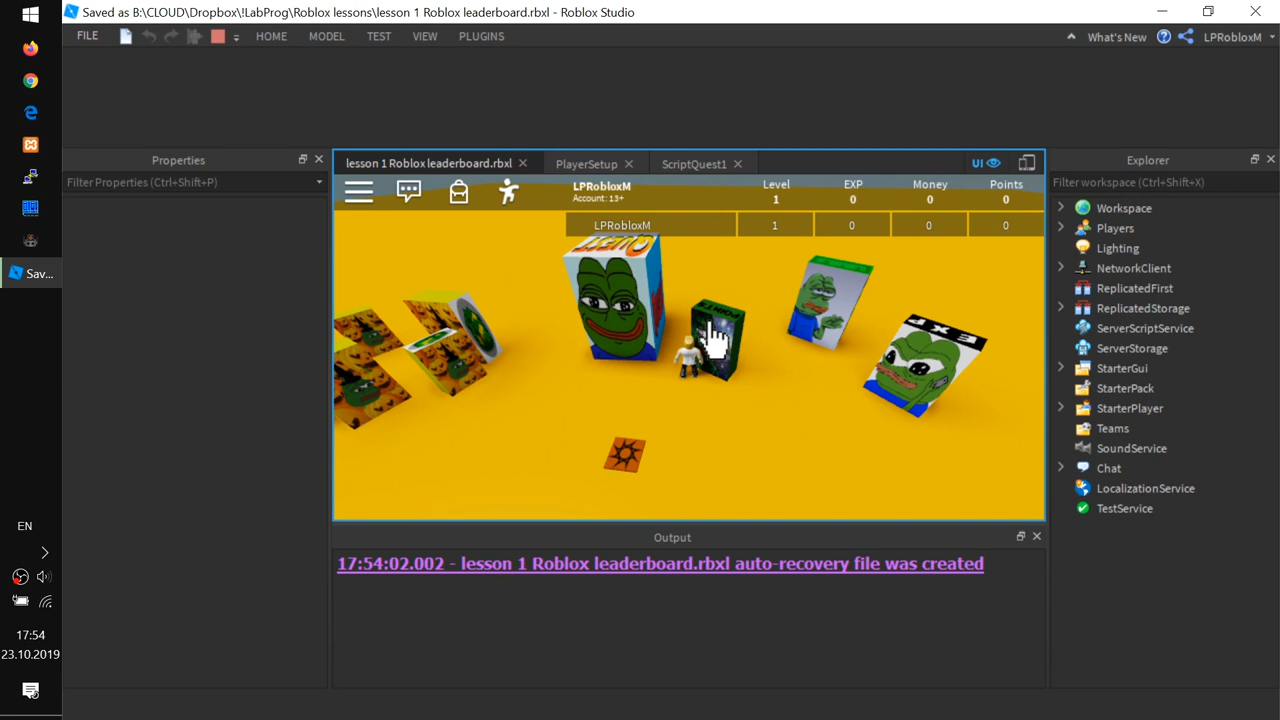 Saved as B:\CLOUD\Dropbox\!LabProg\Roblox lessons\lesson 1 Roblox leaderboard.rbxl - Roblox Studio
FILE HOME MODEL TEST VIEW PLUGINS What's New LPRobloxM
Properties
Filter Properties (Ctrl+Shift+P)
lesson 1 Roblox leaderboard.rbxl PlayerSetup ScriptQuest1 UI
LPRobloxM Level EXP Money Points
Account: 13+ 1 0 0 0
LPRobloxM 1 0 0 0
QUEST
POINTS
EXP
Explorer
Filter workspace (Ctrl+Shift+X)
Workspace
Players
Lighting
NetworkClient
ReplicatedFirst
ReplicatedStorage
ServerScriptService
ServerStorage
StarterGui
StarterPack
StarterPlayer
Teams
SoundService
Chat
LocalizationService
TestService
Output
17:54:02.002 - lesson 1 Roblox leaderboard.rbxl auto-recovery file was created
Sav...
EN
17:54
23.10.2019